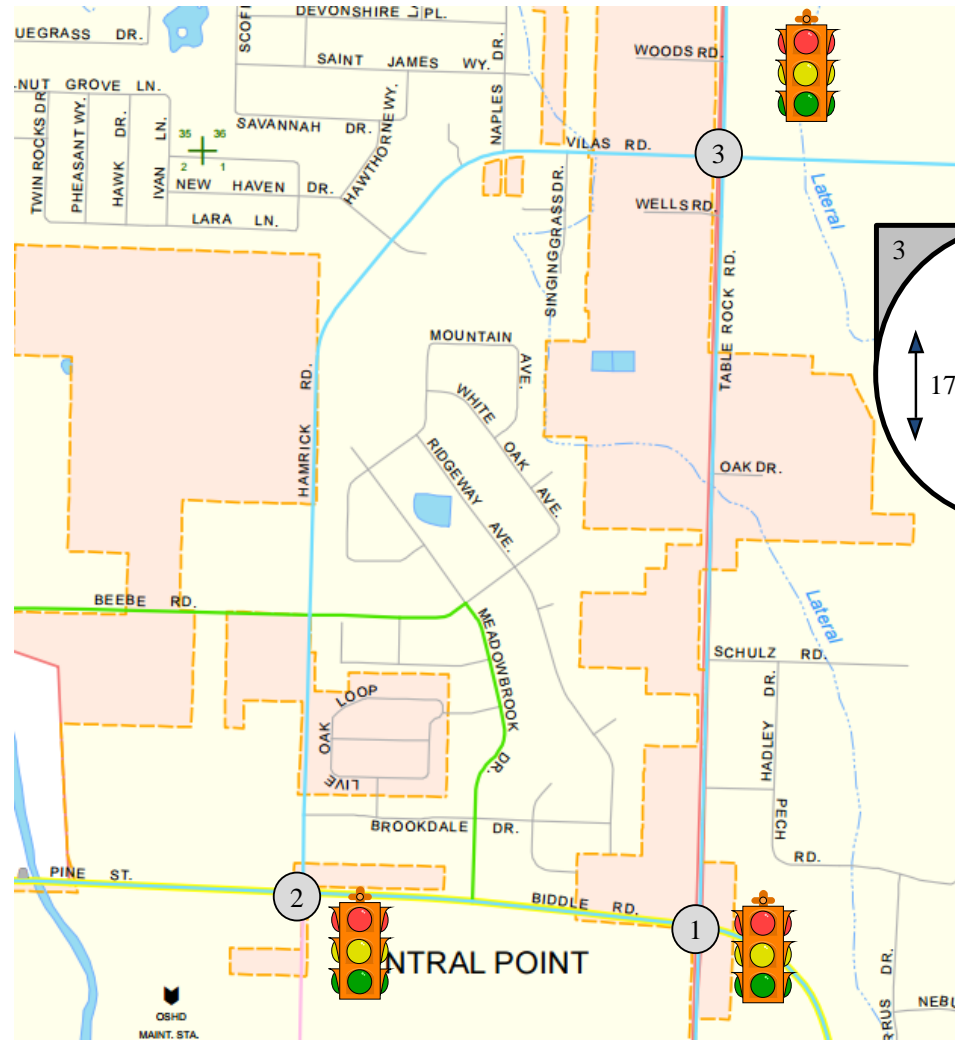 DEVONSHIRE PL.
UEGRASS DR.
SCOF
SAINT JAMES WY.
NAPLES DR.
WOODS RD.
NUT GROVE LN.
SAVANNAH DR.
HAWTHORNE WY.
TWIN ROCKS DR
PHEASANT WY.
HAWK DR.
IVAN LN.
35 36
2 1
NEW HAVEN DR.
LARA LN.
VILAS RD.
3
SINGINGGRASS DR.
WELLS RD.
Lateral
TABLE ROCK RD.
3
17
MOUNTAIN AVE.
WHITE OAK AVE.
RIDGEWAY AVE.
HAMRICK RD.
OAK DR.
BEEBE RD.
MEADOWBROOK DR.
Lateral
SCHULZ RD.
HADLEY DR.
PECH RD.
LIVE OAK LOOP
BROOKDALE DR.
PINE ST.
2
BIDDLE RD.
1
NTRAL POINT
OSHD
MAINT. STA.
RRUS DR.
NEBU